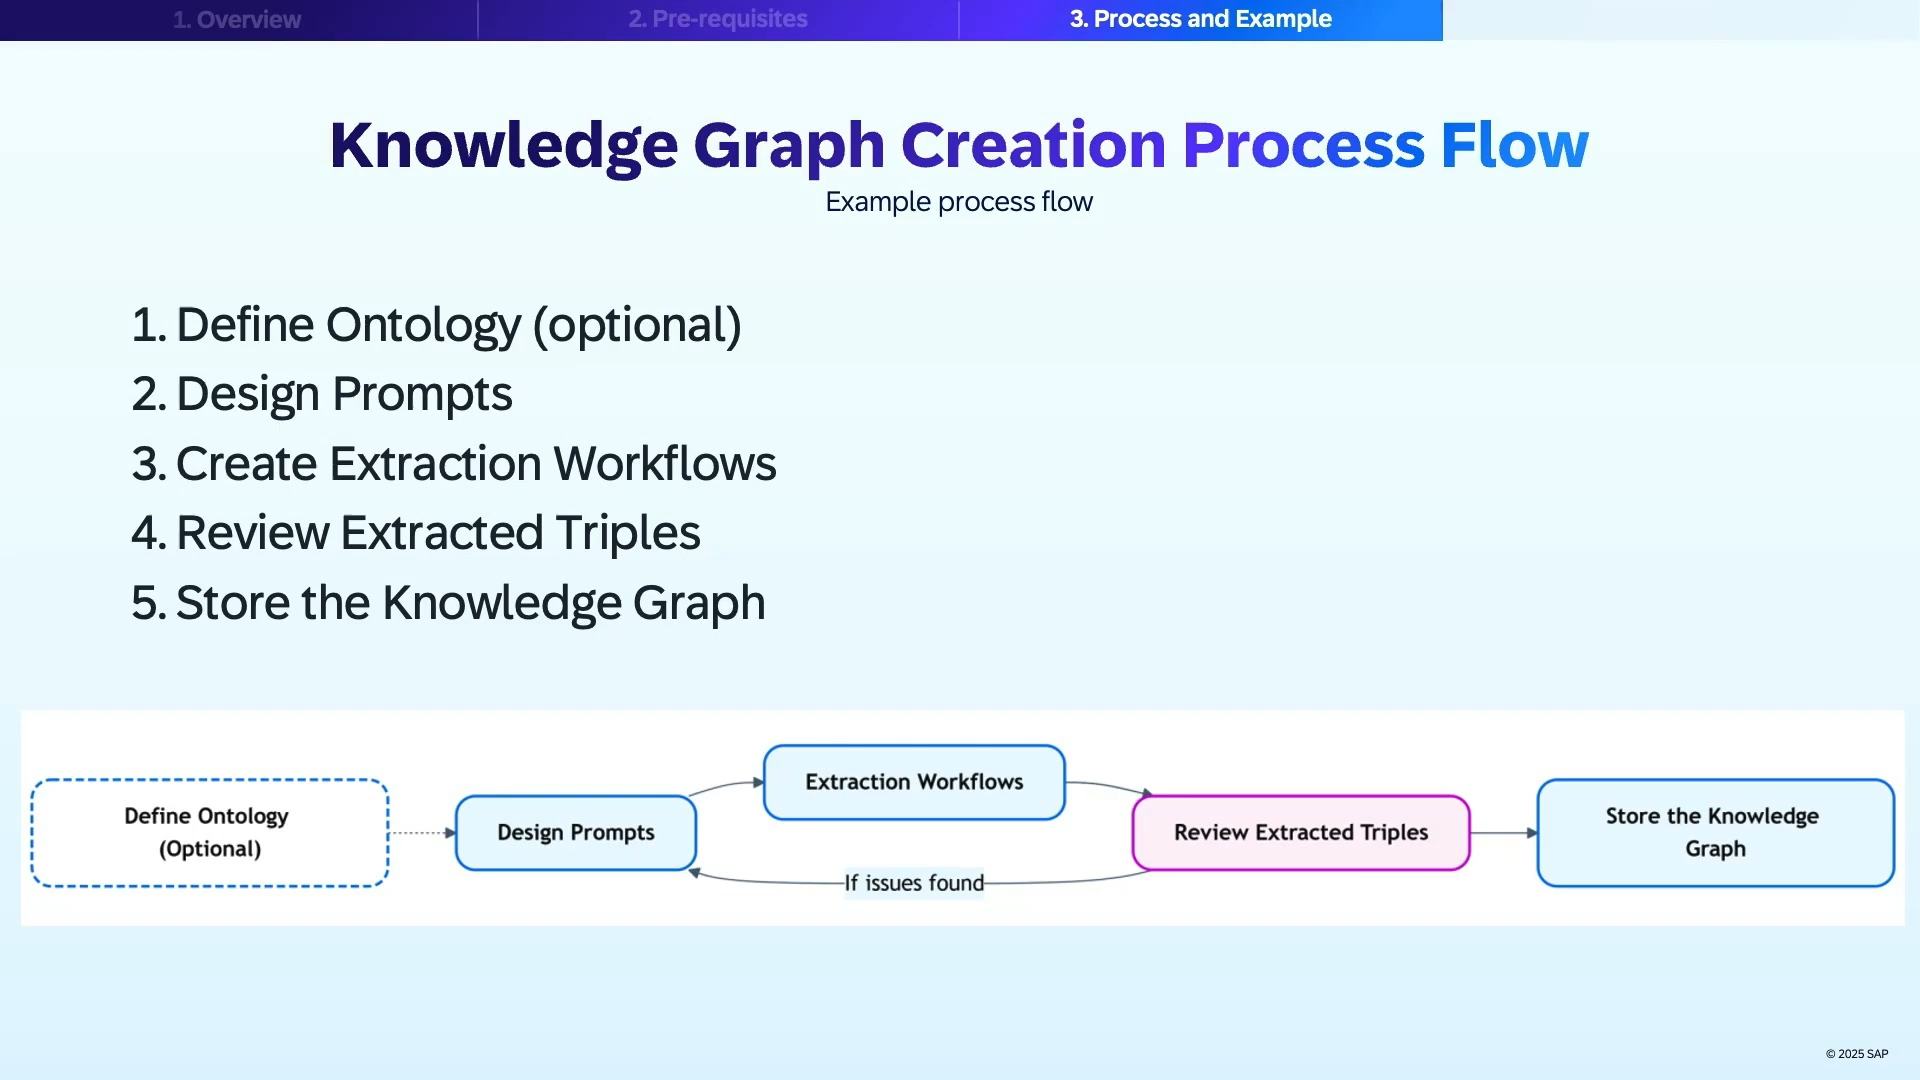 1. Overview
2. Pre-requisites
3. Process and Example
Knowledge Graph Creation Process Flow
Example process flow
1. Define Ontology (optional)
2. Design Prompts
3. Create Extraction Workflows
4. Review Extracted Triples
5. Store the Knowledge Graph
Define Ontology
(Optional)
Design Prompts
Extraction Workflows
If issues found
Review Extracted Triples
Store the Knowledge
Graph
© 2025 SAP